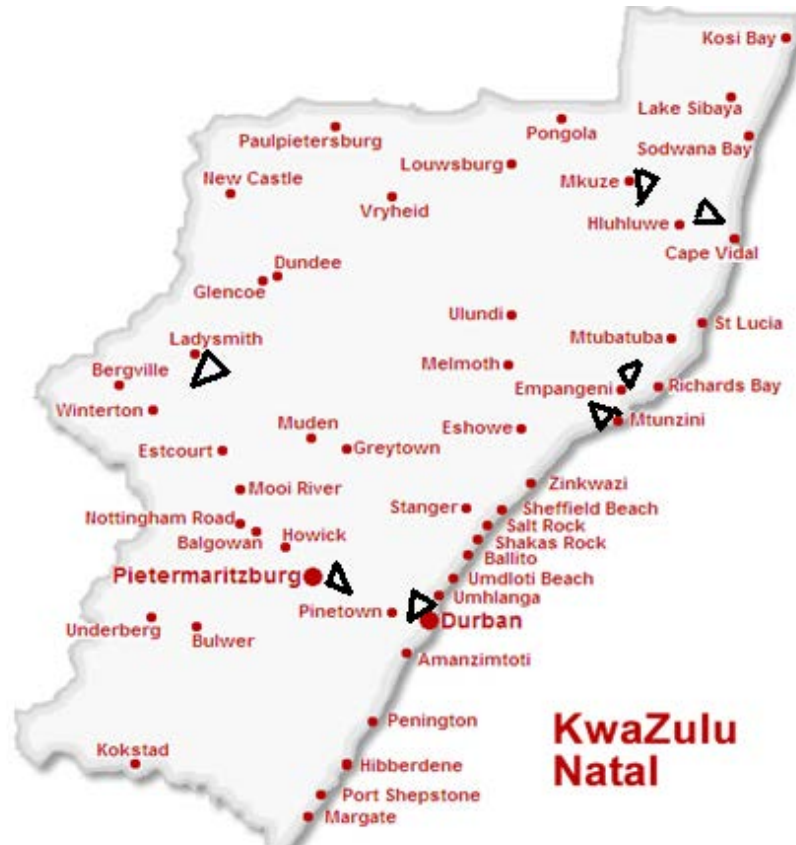 Kosi Bay
Lake Sibaya
Pongola
Paulpietersburg
Sodwana Bay
Louwsburg
New Castle
Mkuze
Vryheid
Hluhluwe
Cape Vidal
Dundee
Glencoe
Ulundi
St Lucia
Ladysmith
Mtubatuba
Melmoth
Bergville
Empangeni
Richards Bay
Winterton
Muden
Eshowe
Mtunzini
Estcourt
Greytown
Mooi River
Zinkwazi
Stanger
Sheffield Beach
Nottingham Road
Salt Rock
Balgowan
Howick
Shakas Rock
Ballito
Pietermaritzburg
Umdloti Beach
Umhlanga
Pinetown
Durban
Underberg
Bulwer
Amanzimtoti
Penington
KwaZulu
Natal
Kokstad
Hibberdene
Port Shepstone
Margate